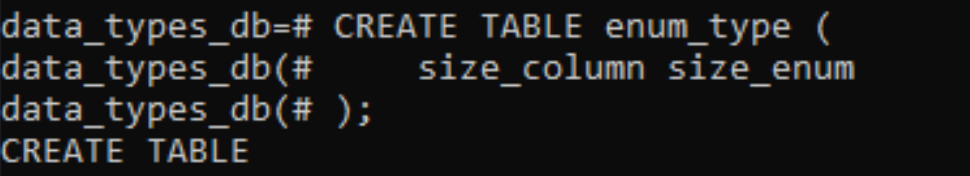 data_types_db=# CREATE TABLE enum_type (
data_types_db(#     size_column size_enum
data_types_db(# );
CREATE TABLE